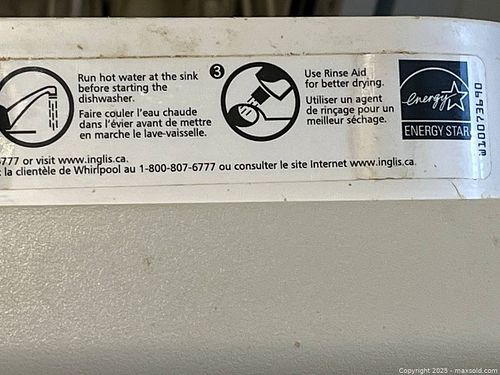 Run hot water at the sink
before starting the
dishwasher.
Faire couler l'eau chaude
dans l'évier avant de mettre
en marche le lave-vaisselle.
3
Use Rinse Aid
for better drying.
Utiliser un agent
de rinçage pour un
meilleur séchage.
energy
ENERGY STAR
6777 or visit www.inglis.ca.
la clientèle de Whirlpool au 1-800-807-6777 ou consulter le site Internet www.inglis.ca.
Copyright 2025 - maxsold.com